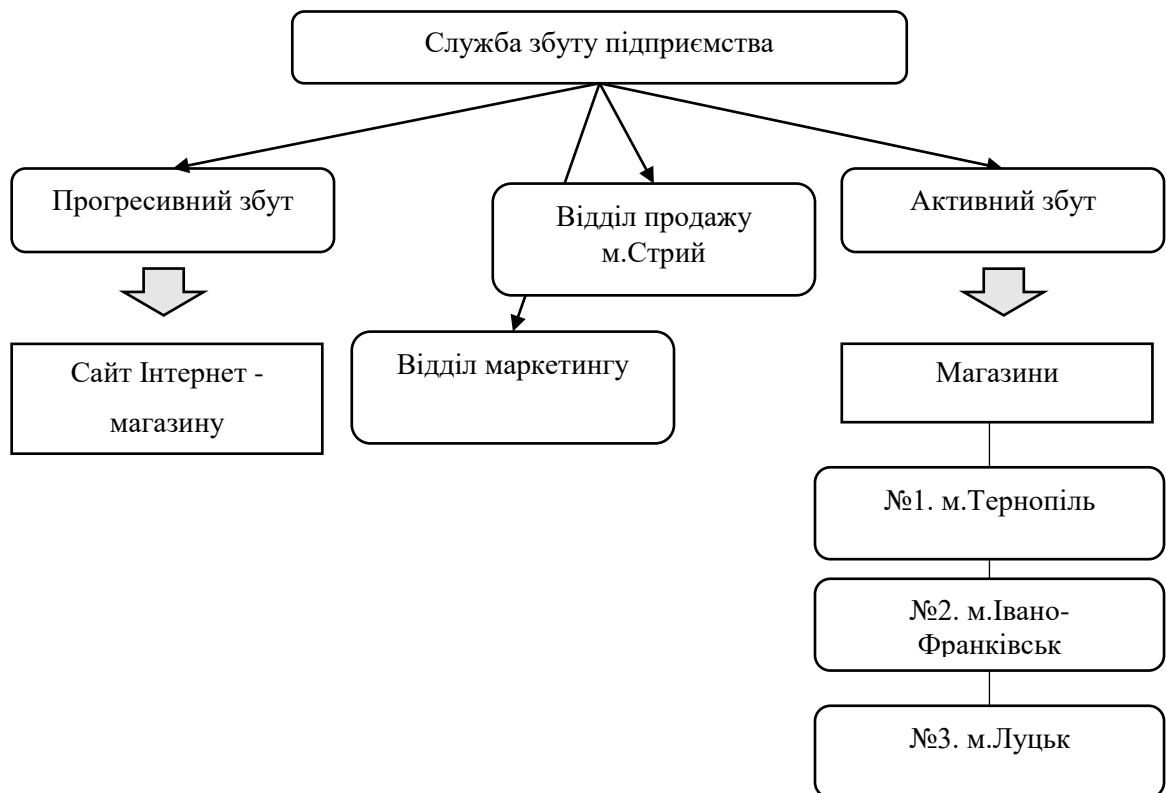 Служба збуту підприємства
Прогресивний збут
Відділ продажу
м.Стрий
Активний збут
Сайт Інтернет -
магазину
Відділ маркетингу
Магазини
№1. м.Тернопіль
№2. м.Івано-
Франківськ
№3. м.Луцьк